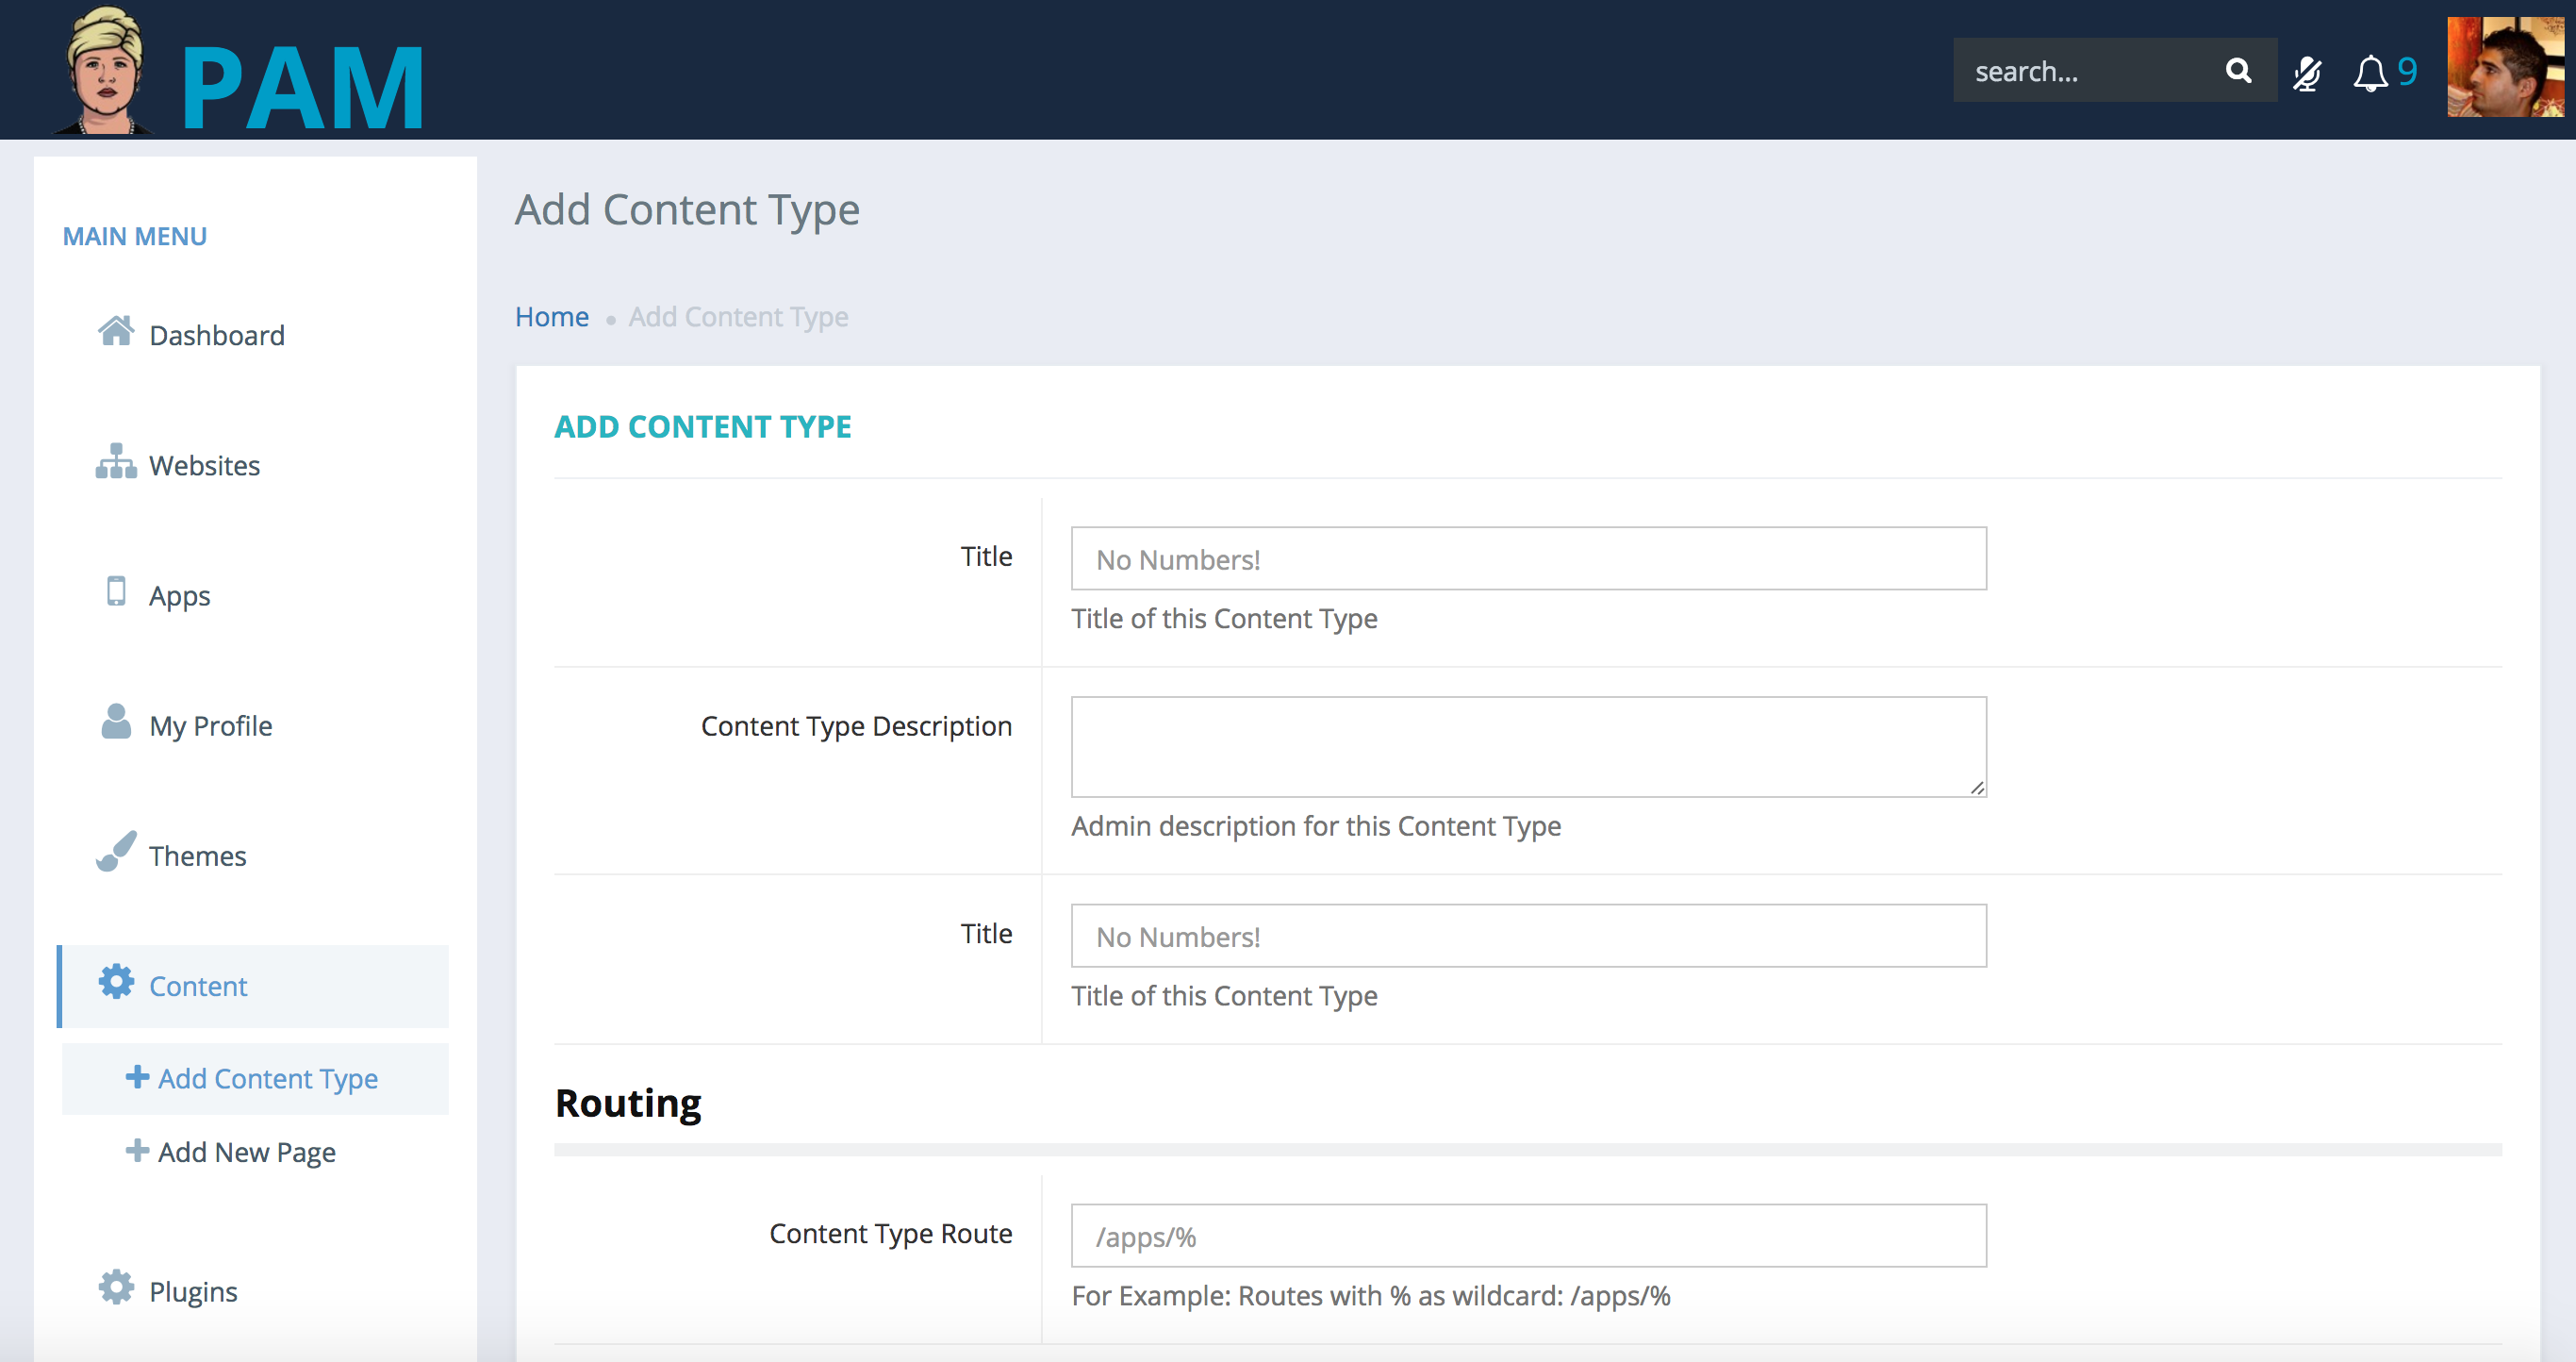 PAM
search...
9
MAIN MENU
Dashboard
Websites
Apps
My Profile
Themes
Content
Add Content Type
Add New Page
Plugins
Add Content Type
Home • Add Content Type
ADD CONTENT TYPE
Title
No Numbers!
Title of this Content Type
Content Type Description
Admin description for this Content Type
Title
No Numbers!
Title of this Content Type
Routing
Content Type Route
/apps/%
For Example: Routes with % as wildcard: /apps/%